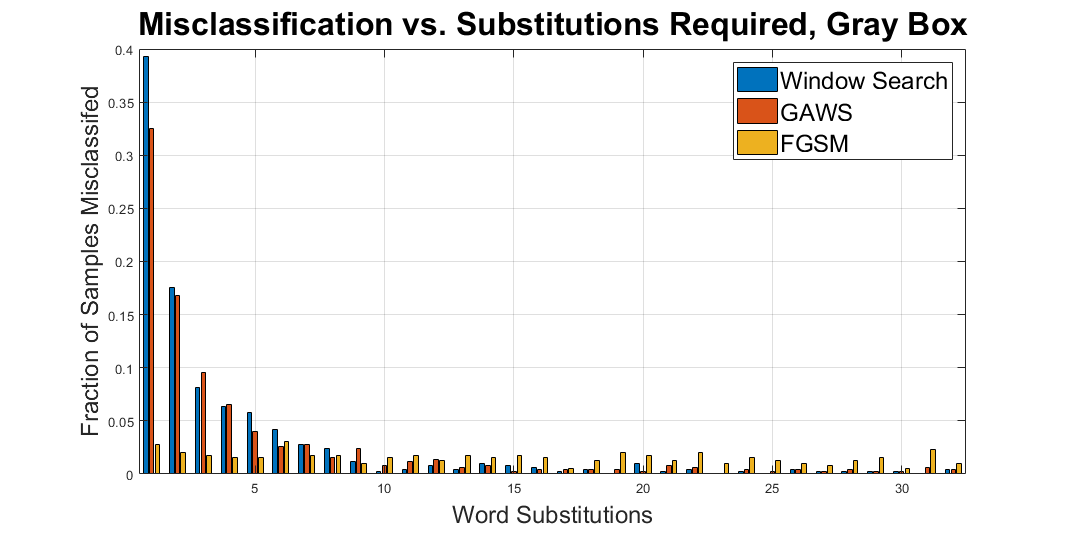 Misclassification vs. Substitutions Required, Gray Box
0.4
0.35
0.3
0.25
0.2
0.15
0.1
0.05
0
Fraction of Samples Misclassifed
Window Search
GAWS
FGSM
5
10
15
20
25
30
Word Substitutions